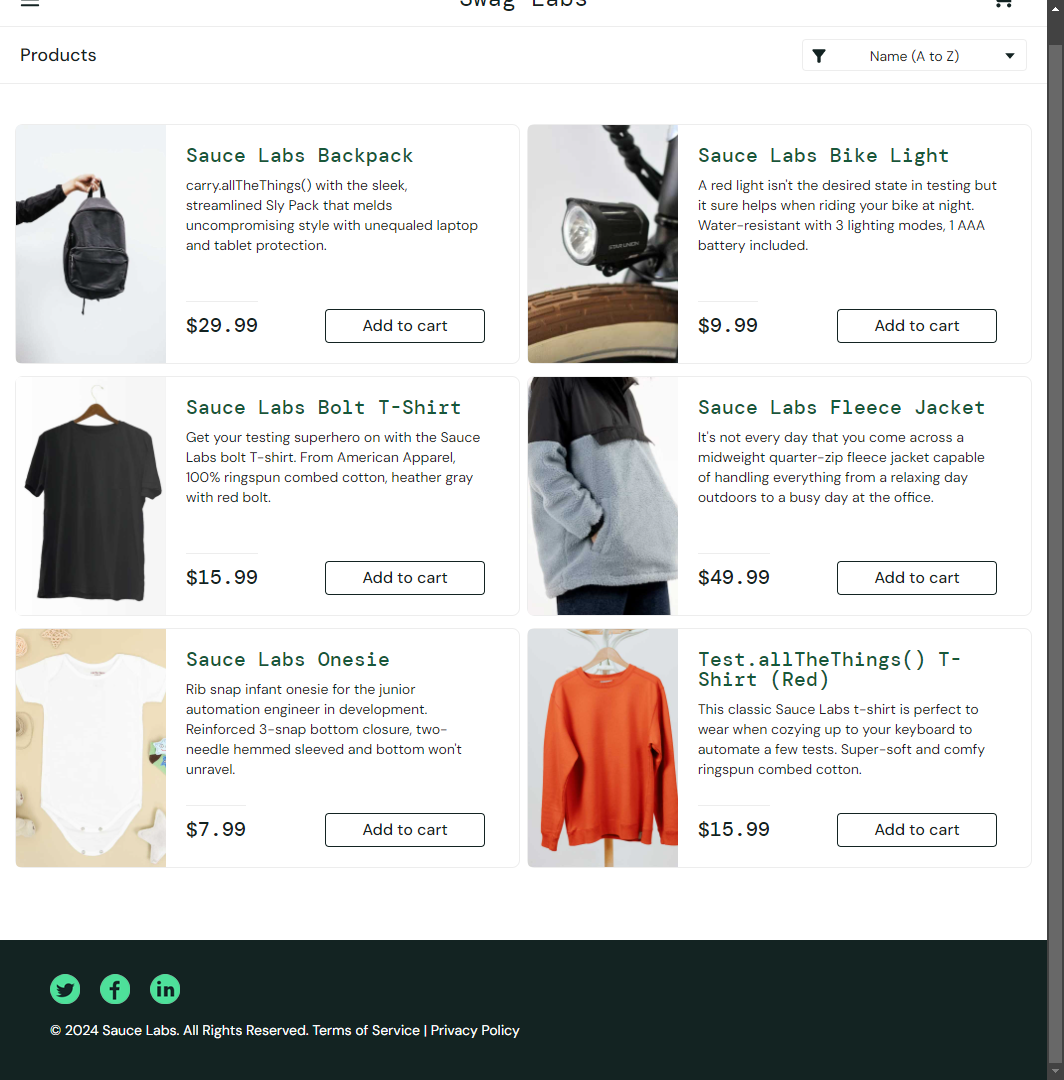 Swag Labs
Products
Name (A to Z)
Sauce Labs Backpack
carry.allTheThings() with the sleek,
streamlined Sly Pack that melds
uncompromising style with unequaled laptop
and tablet protection.
$29.99
Add to cart
STAR UNION
Sauce Labs Bike Light
A red light isn't the desired state in testing but
it sure helps when riding your bike at night.
Water-resistant with 3 lighting modes, 1 AAA
battery included.
$9.99
Add to cart
Sauce Labs Bolt T-Shirt
Get your testing superhero on with the Sauce
Labs bolt T-shirt. From American Apparel,
100% ringspun combed cotton, heather gray
with red bolt.
$15.99
Add to cart
Sauce Labs Fleece Jacket
It's not every day that you come across a
midweight quarter-zip fleece jacket capable
of handling everything from a relaxing day
outdoors to a busy day at the office.
$49.99
Add to cart
Sauce Labs Onesie
Rib snap infant onesie for the junior
automation engineer in development.
Reinforced 3-snap bottom closure, two-
needle hemmed sleeved and bottom won't
unravel.
$7.99
Add to cart
Test.allTheThings() T-
Shirt (Red)
This classic Sauce Labs t-shirt is perfect to
wear when cozying up to your keyboard to
automate a few tests. Super-soft and comfy
ringspun combed cotton.
$15.99
Add to cart
© 2024 Sauce Labs. All Rights Reserved. Terms of Service | Privacy Policy